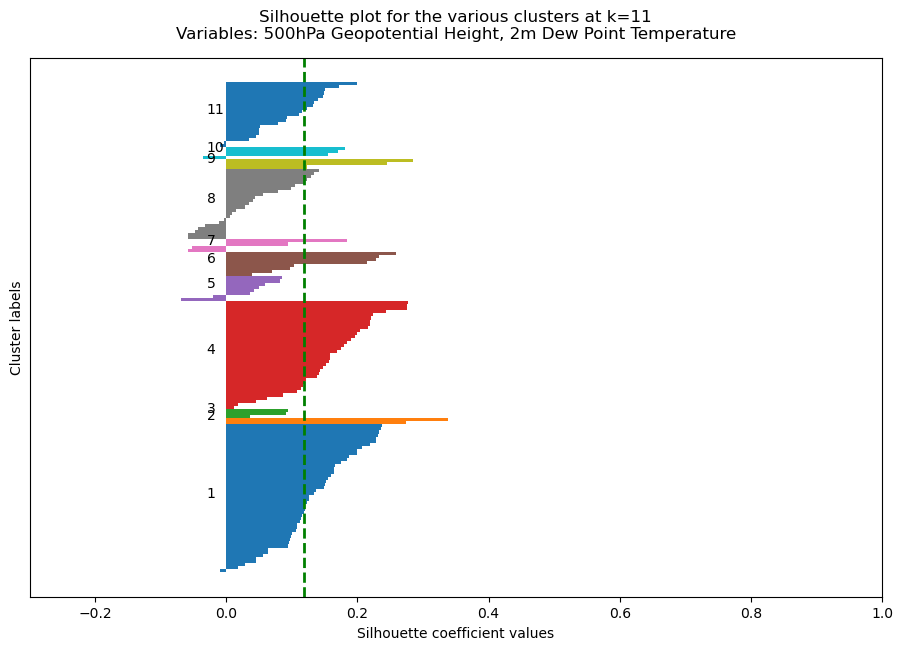 Silhouette plot for the various clusters at k=11
Variables: 500hPa Geopotential Height, 2m Dew Point Temperature
Cluster labels
11
10
9
8
7
6
5
4
3
2
1
−0.2 0.0 0.2 0.4 0.6 0.8 1.0
Silhouette coefficient values